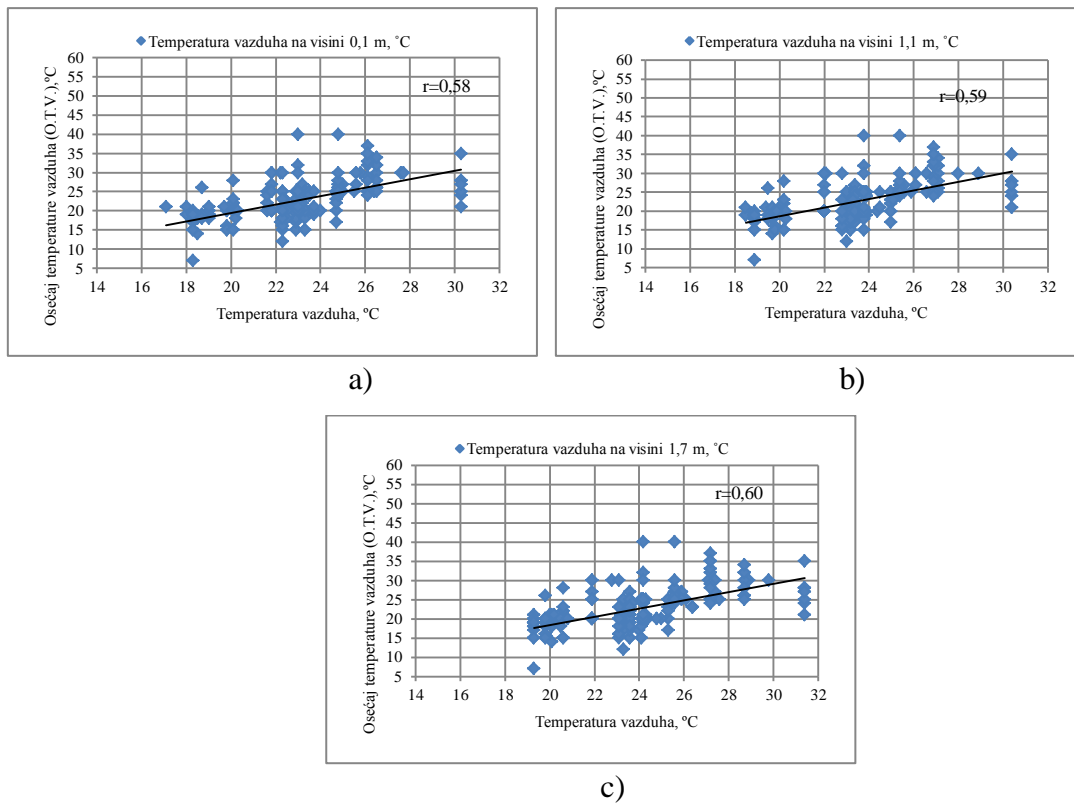 Temperatura vazduha na visini 0,1 m, ˚C
r=0,58
Osećaj temperature vazduha (O.T.V.),ºC
60
55
50
45
40
35
30
25
20
15
10
5
14 16 18 20 22 24 26 28 30 32
Temperatura vazduha, ºC
a)
Temperatura vazduha na visini 1,1 m, ˚C
r=0,59
Osećaj temperature vazduha (O.T.V.),ºC
60
55
50
45
40
35
30
25
20
15
10
5
14 16 18 20 22 24 26 28 30 32
Temperatura vazduha, ºC
b)
Temperatura vazduha na visini 1,7 m, ˚C
r=0,60
Osećaj temperature vazduha (O.T.V.),ºC
60
55
50
45
40
35
30
25
20
15
10
5
14 16 18 20 22 24 26 28 30 32
Temperatura vazduha, ºC
c)